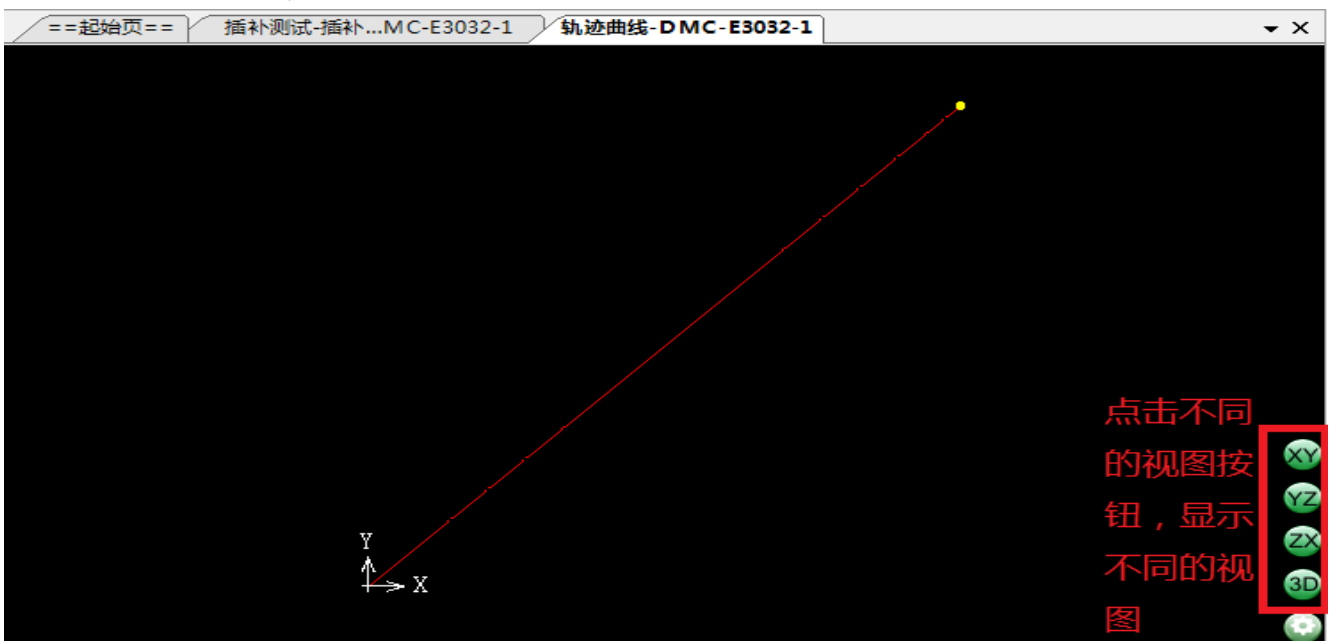 ==起始页==
插补测试-插补...MC-E3032-1
轨迹曲线-DMC-E3032-1
点击不同
的视图按
钮，显示
不同的视
图
XY
YZ
ZX
3D
Y
X